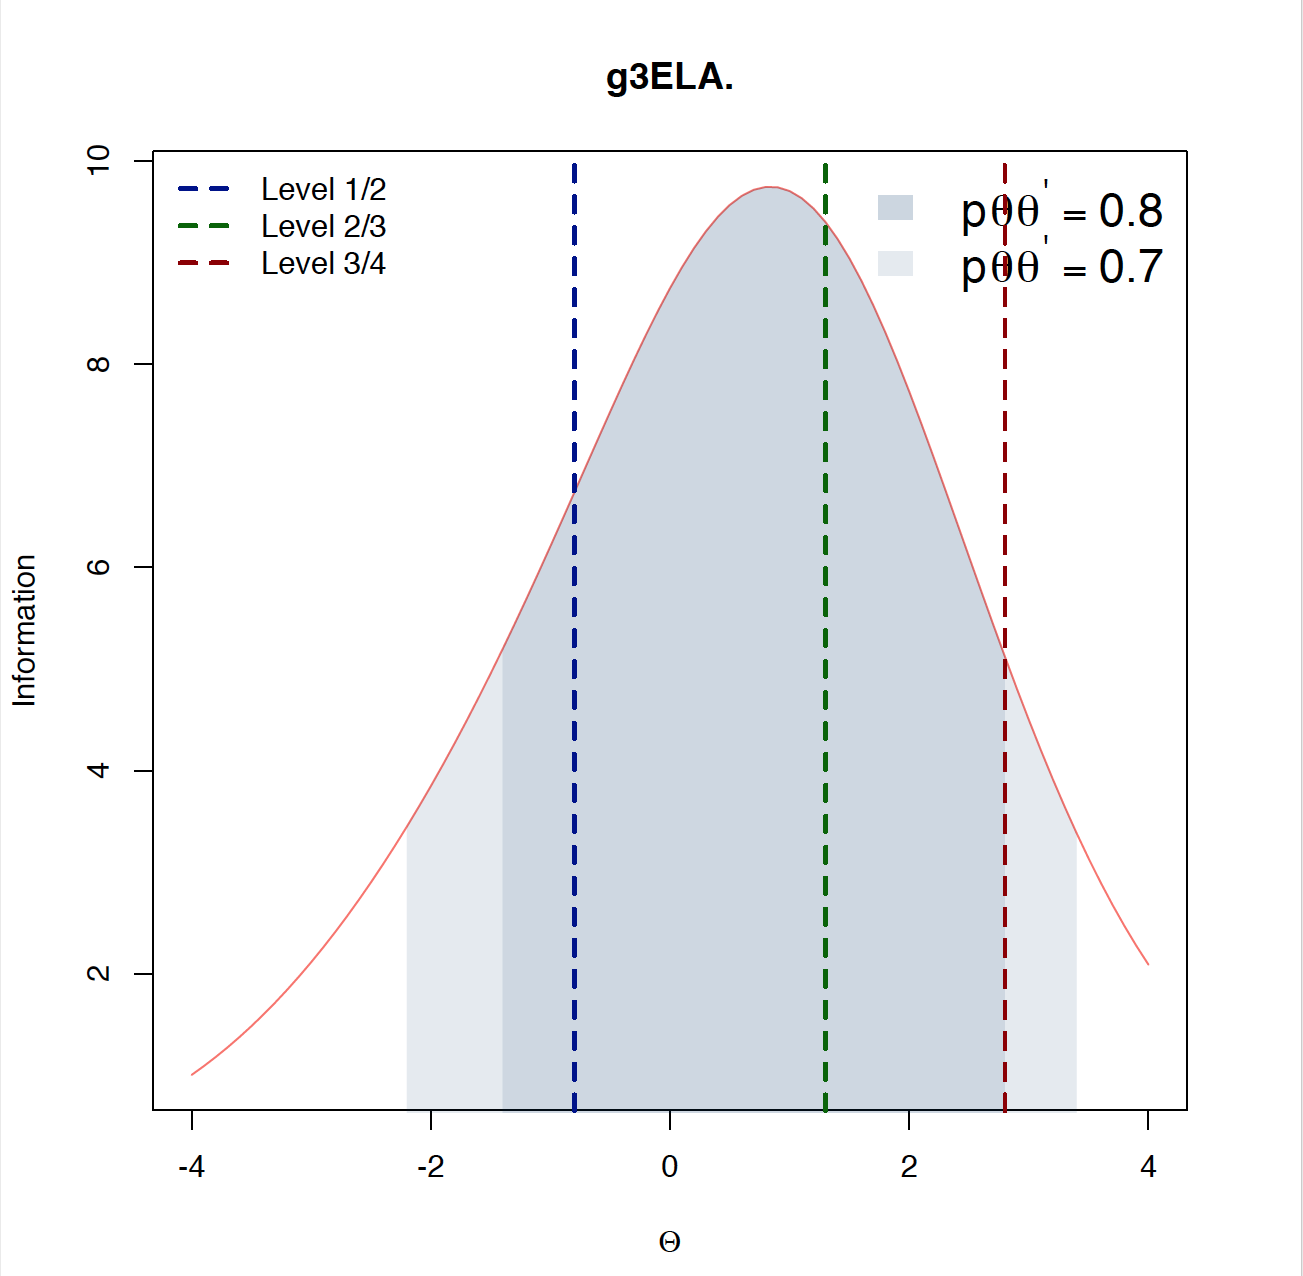 g3ELA.
Level 1/2
Level 2/3
Level 3/4
pθθ' = 0.8
pθθ' = 0.7
Information
10
8
6
4
2
-4 -2 0 2 4
Θ